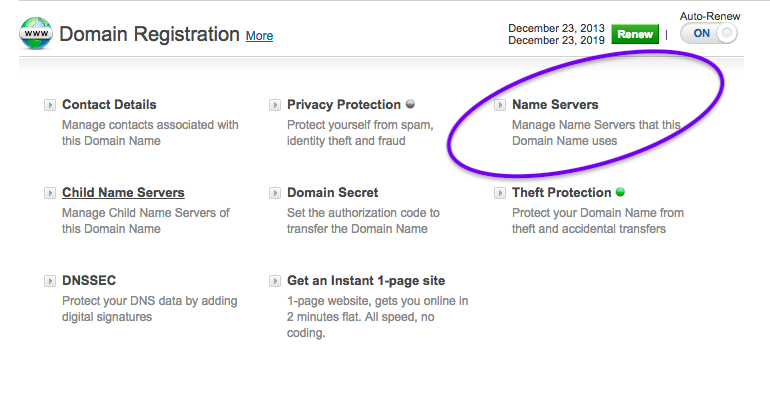 WWW
Domain Registration More
December 23, 2013
December 23, 2019
Renew
|
Auto-Renew
ON
Contact Details
Manage contacts associated with
this Domain Name
Privacy Protection
Protect yourself from spam,
identity theft and fraud
Name Servers
Manage Name Servers that this
Domain Name uses
Child Name Servers
Manage Child Name Servers of
this Domain Name
Domain Secret
Set the authorization code to
transfer the Domain Name
Theft Protection
Protect your Domain Name from
theft and accidental transfers
DNSSEC
Protect your DNS data by adding
digital signatures
Get an Instant 1-page site
1-page website, gets you online in
2 minutes flat. All speed, no
coding.